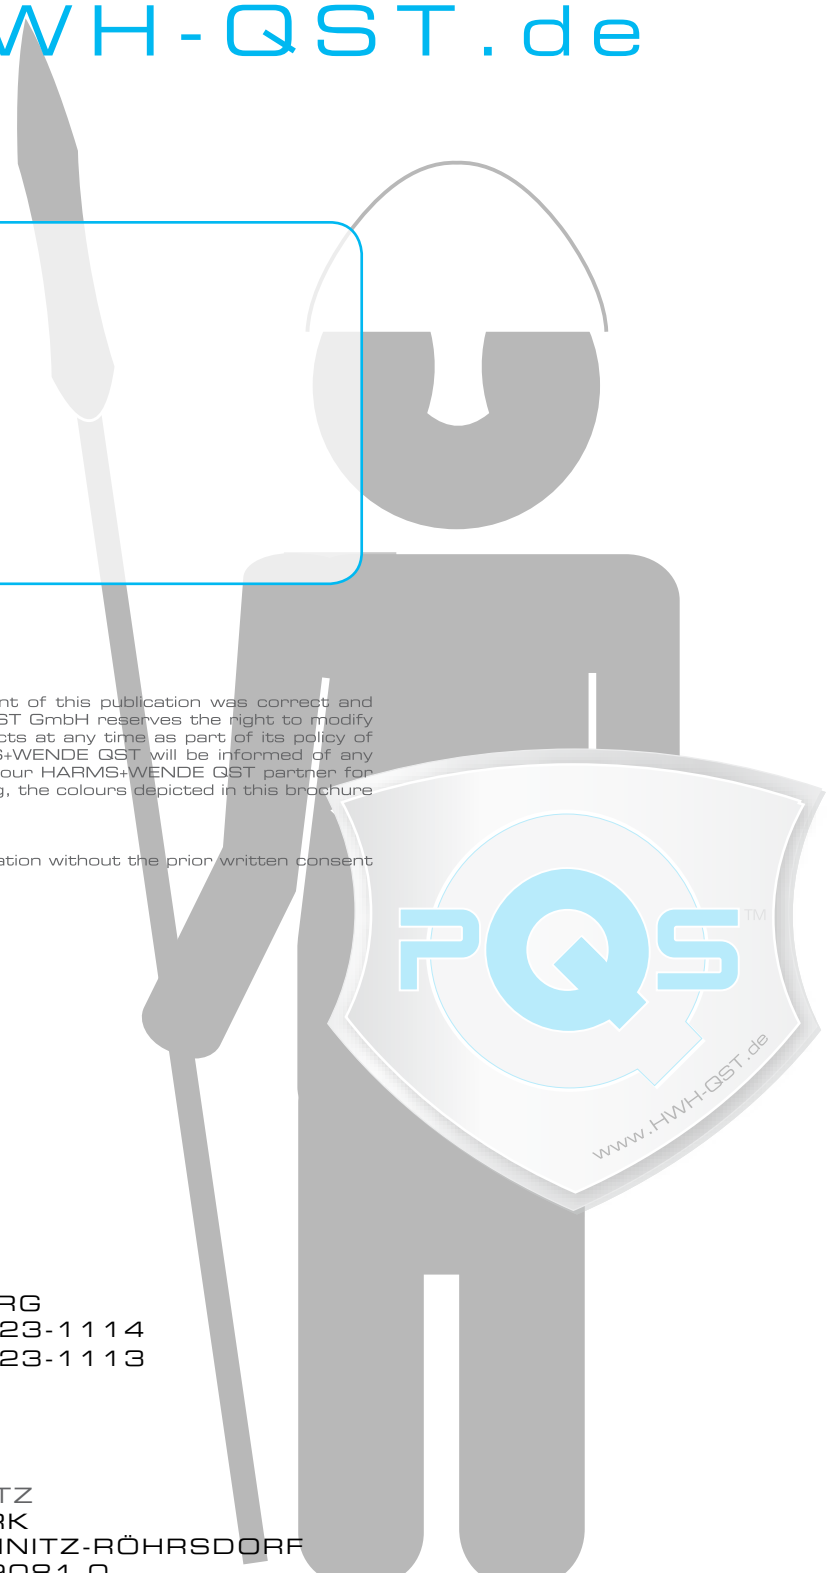 WH-QST.de
nt of this publication was correct and
ST GmbH reserves the right to modify
cts at any time as part of its policy of
S+WENDE QST will be informed of any
our HARMS+WENDE QST partner for
g, the colours depicted in this brochure
ation without the prior written consent
PQS TM
www.HWH-QST.de
RG
23-1114
23-1113
TZ
RK
NITZ-RÖHRSDORF
9081 0